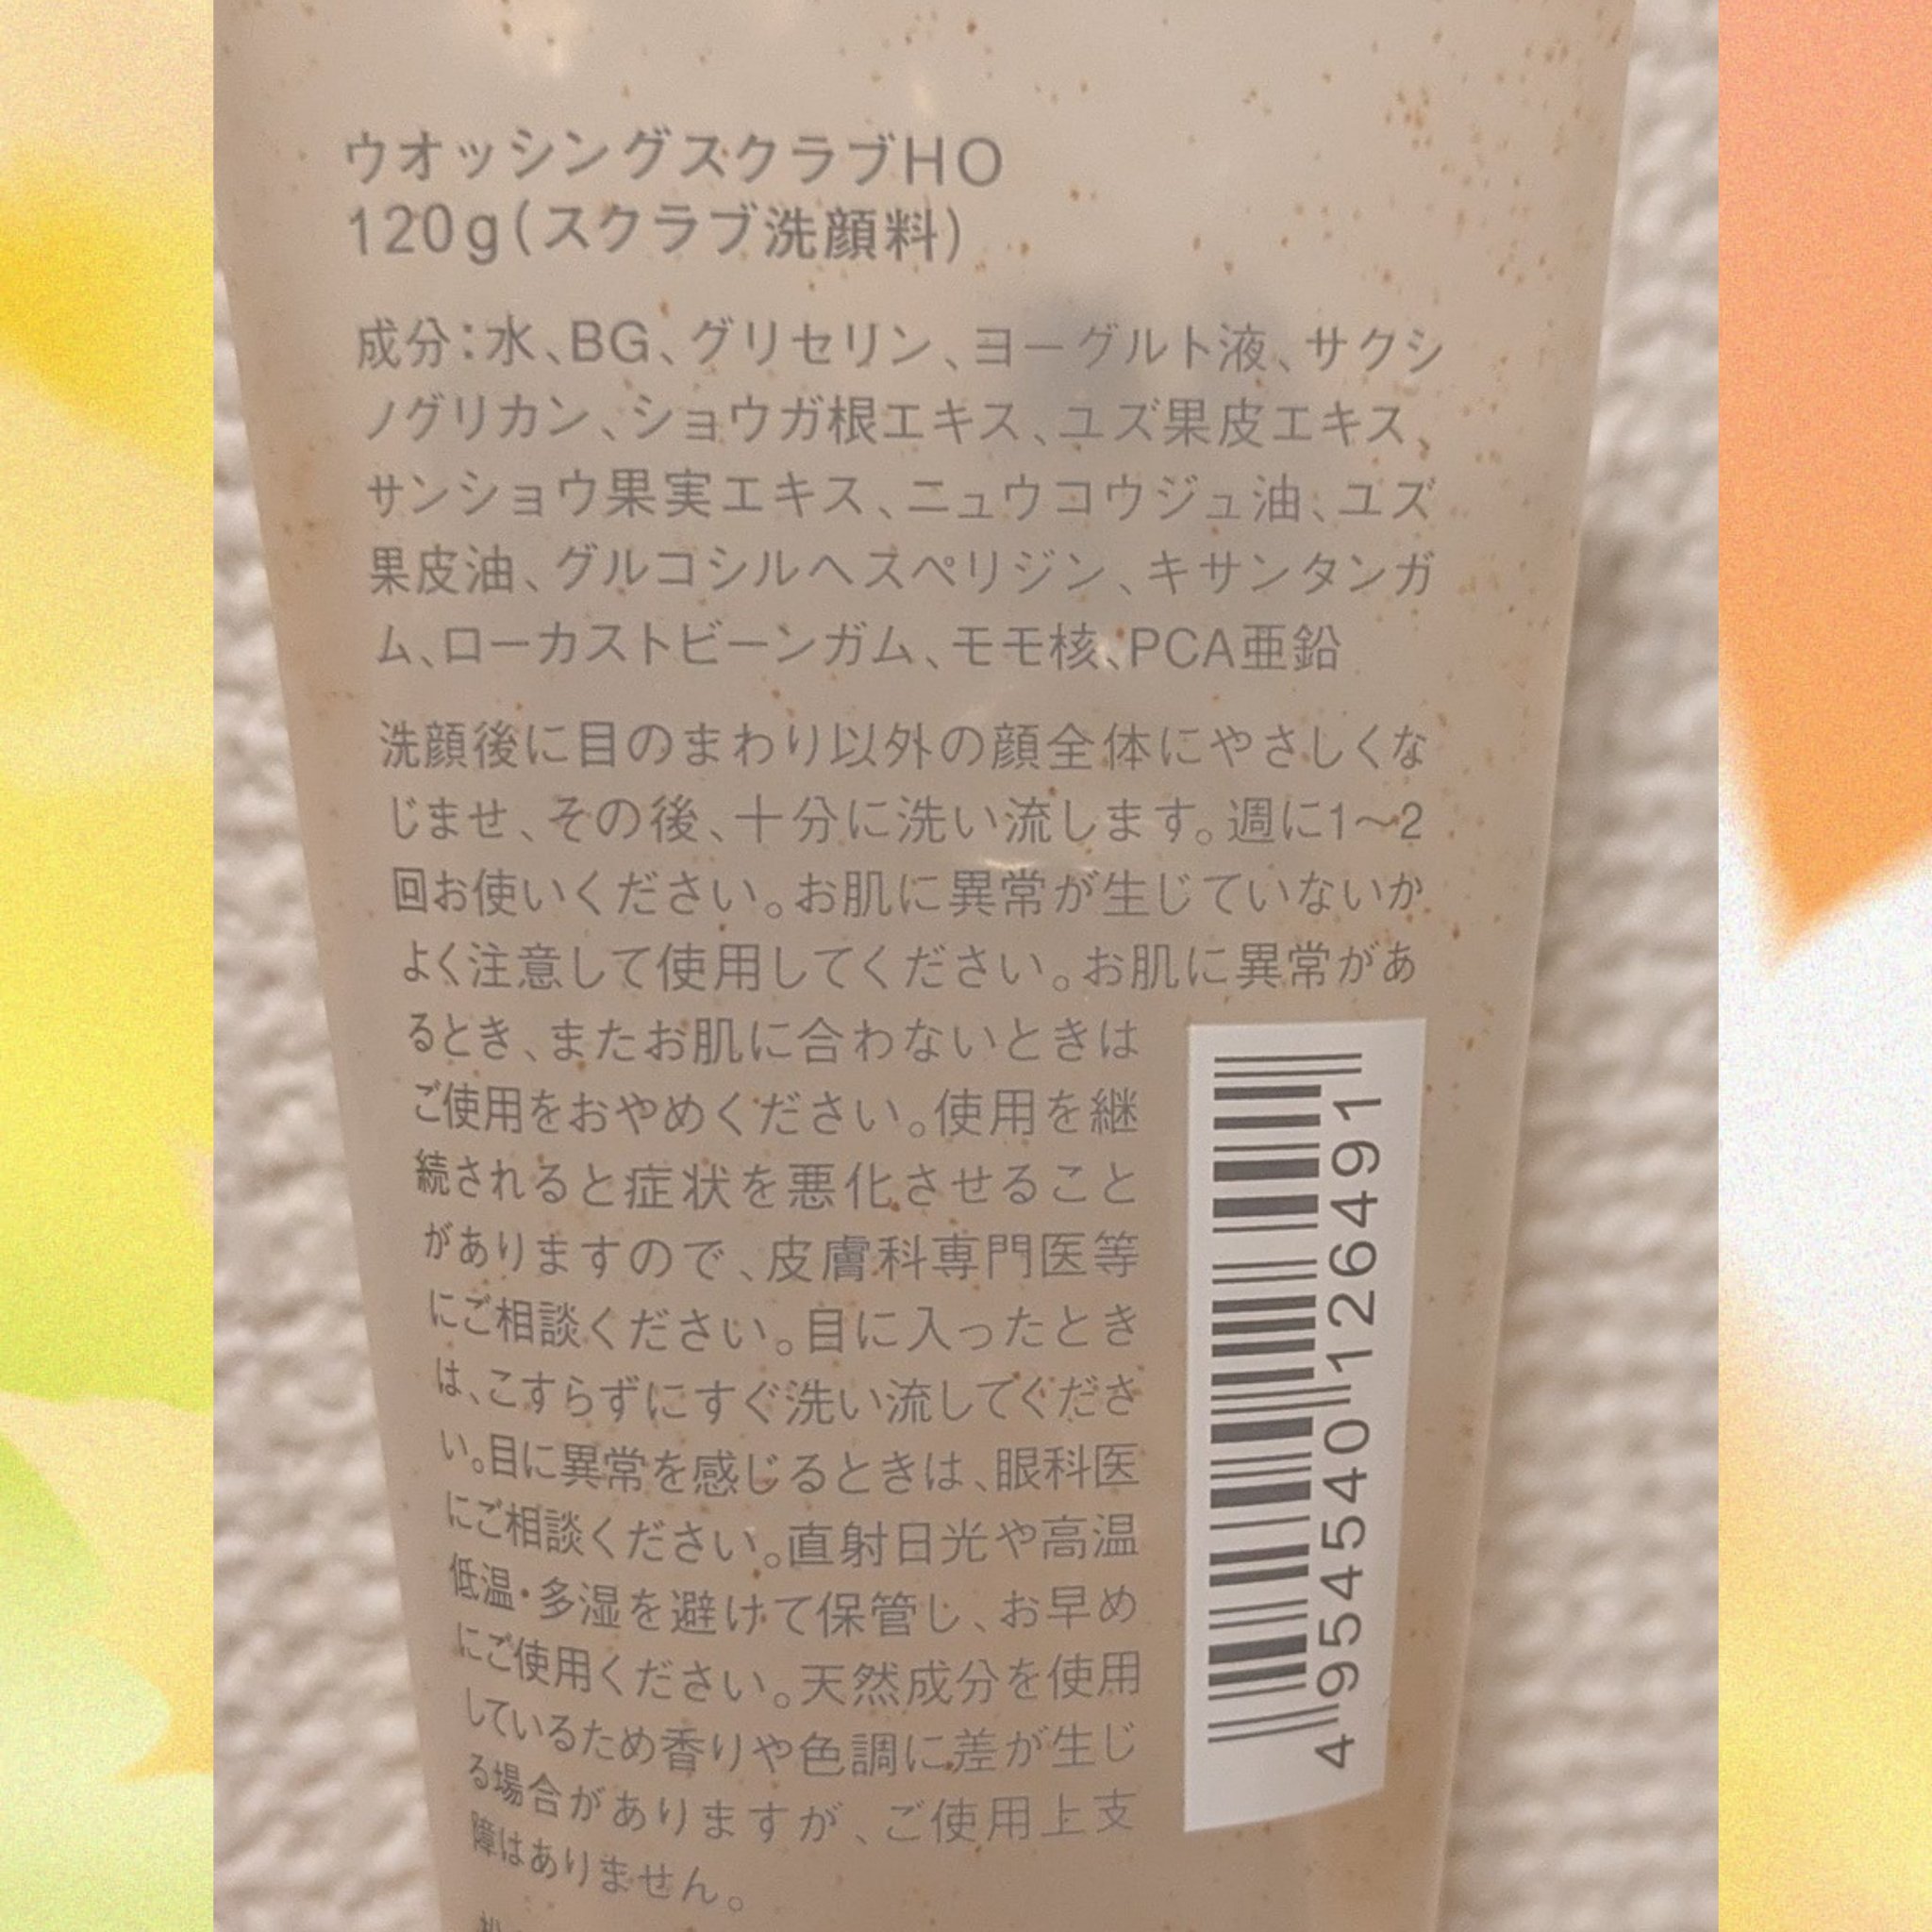 ウオッシングスクラブHO
120g(スクラブ洗顔料)
成分:水、BG、グリセリン、ヨーグルト液、サクシ
ノグリカン、ショウガ根エキス、ユズ果皮エキス、
サンショウ果実エキス、ニュウコウジュ油、ユズ
果皮油、グルコシルヘスペリジン、キサンタンガ
ム、ローカストビーンガム、モモ核、PCA亜鉛
洗顔後に目のまわり以外の顔全体にやさしくな
じませ、その後、十分に洗い流します。週に1〜2
回お使いください。お肌に異常が生じていないか
よく注意して使用してください。お肌に異常があ
るとき、またお肌に合わないときは
ご使用をおやめください。使用を継
続されると症状を悪化させること
がありますので、皮膚科専門医等
にご相談ください。目に入ったとき
は、こすらずにすぐ洗い流してくださ
い。目に異常を感じるときは、眼科医
にご相談ください。直射日光や高温
低温・多湿を避けて保管し、お早め
にご使用ください。天然成分を使用
しているため香りや色調に差が生じ
る場合がありますが、ご使用上支
障はありません。
4 954540 126491